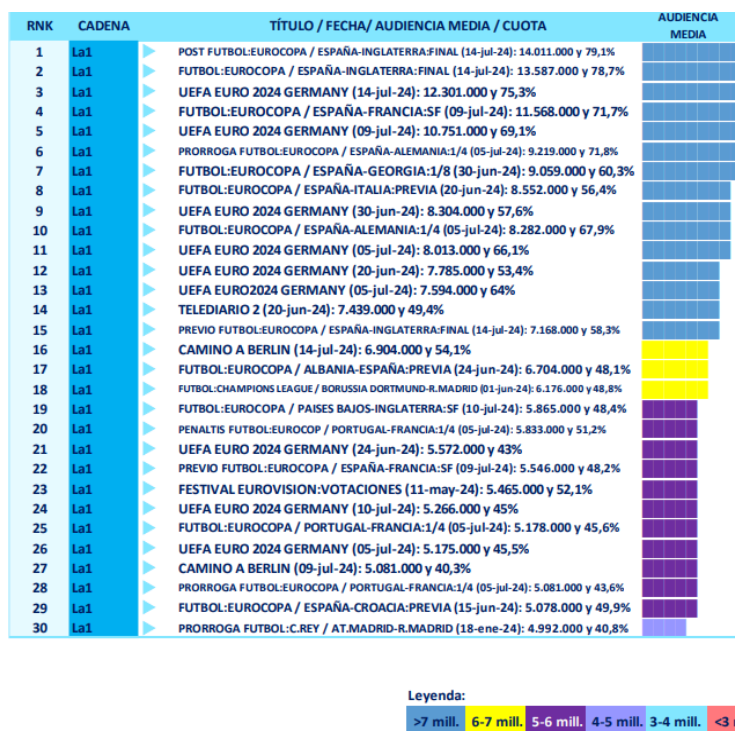 RNK CADENA TÍTULO / FECHA/ AUDIENCIA MEDIA / CUOTA AUDIENCIA MEDIA
1 La1 POST FUTBOL:EUROCOPA / ESPAÑA-INGLATERRA:FINAL (14-jul-24): 14.011.000 y 79,1%
2 La1 FUTBOL:EUROCOPA / ESPAÑA-INGLATERRA:FINAL (14-jul-24): 13.587.000 y 78,7%
3 La1 UEFA EURO 2024 GERMANY (14-jul-24): 12.301.000 y 75,3%
4 La1 FUTBOL:EUROCOPA / ESPAÑA-FRANCIA:SF (09-jul-24): 11.568.000 y 71,7%
5 La1 UEFA EURO 2024 GERMANY (09-jul-24): 10.751.000 y 69,1%
6 La1 PRORROGA FUTBOL:EUROCOPA / ESPAÑA-ALEMANIA:1/4 (05-jul-24): 9.219.000 y 71,8%
7 La1 FUTBOL:EUROCOPA / ESPAÑA-GEORGIA:1/8 (30-jun-24): 9.059.000 y 60,3%
8 La1 FUTBOL:EUROCOPA / ESPAÑA-ITALIA:PREVIA (20-jun-24): 8.552.000 y 56,4%
9 La1 UEFA EURO 2024 GERMANY (30-jun-24): 8.304.000 y 57,6%
10 La1 FUTBOL:EUROCOPA / ESPAÑA-ALEMANIA:1/4 (05-jul-24): 8.282.000 y 67,9%
11 La1 UEFA EURO 2024 GERMANY (05-jul-24): 8.013.000 y 66,1%
12 La1 UEFA EURO 2024 GERMANY (20-jun-24): 7.785.000 y 53,4%
13 La1 UEFA EURO2024 GERMANY (05-jul-24): 7.594.000 y 64%
14 La1 TELEDIARIO 2 (20-jun-24): 7.439.000 y 49,4%
15 La1 PREVIO FUTBOL:EUROCOPA / ESPAÑA-INGLATERRA:FINAL (14-jul-24): 7.168.000 y 58,3%
16 La1 CAMINO A BERLIN (14-jul-24): 6.904.000 y 54,1%
17 La1 FUTBOL:EUROCOPA / ALBANIA-ESPAÑA:PREVIA (24-jun-24): 6.704.000 y 48,1%
18 La1 FUTBOL:CHAMPIONS LEAGUE / BORUSSIA DORTMUND-R.MADRID (01-jun-24): 6.176.000 y 48,8%
19 La1 FUTBOL:EUROCOPA / PAISES BAJOS-INGLATERRA:SF (10-jul-24): 5.865.000 y 48,4%
20 La1 PENALTIS FUTBOL:EUROCOP / PORTUGAL-FRANCIA:1/4 (05-jul-24): 5.833.000 y 51,2%
21 La1 UEFA EURO 2024 GERMANY (24-jun-24): 5.572.000 y 43%
22 La1 PREVIO FUTBOL:EUROCOPA / ESPAÑA-FRANCIA:SF (09-jul-24): 5.546.000 y 48,2%
23 La1 FESTIVAL EUROVISION:VOTACIONES (11-may-24): 5.465.000 y 52,1%
24 La1 UEFA EURO 2024 GERMANY (10-jul-24): 5.266.000 y 45%
25 La1 FUTBOL:EUROCOPA / PORTUGAL-FRANCIA:1/4 (05-jul-24): 5.178.000 y 45,6%
26 La1 UEFA EURO 2024 GERMANY (05-jul-24): 5.175.000 y 45,5%
27 La1 CAMINO A BERLIN (09-jul-24): 5.081.000 y 40,3%
28 La1 PRORROGA FUTBOL:EUROCOPA / PORTUGAL-FRANCIA:1/4 (05-jul-24): 5.081.000 y 43,6%
29 La1 FUTBOL:EUROCOPA / ESPAÑA-CROACIA:PREVIA (15-jun-24): 5.078.000 y 49,9%
30 La1 PRORROGA FUTBOL:C.REY / AT.MADRID-R.MADRID (18-ene-24): 4.992.000 y 40,8%
Leyenda:
>7 mill. 6-7 mill. 5-6 mill. 4-5 mill. 3-4 mill. <3